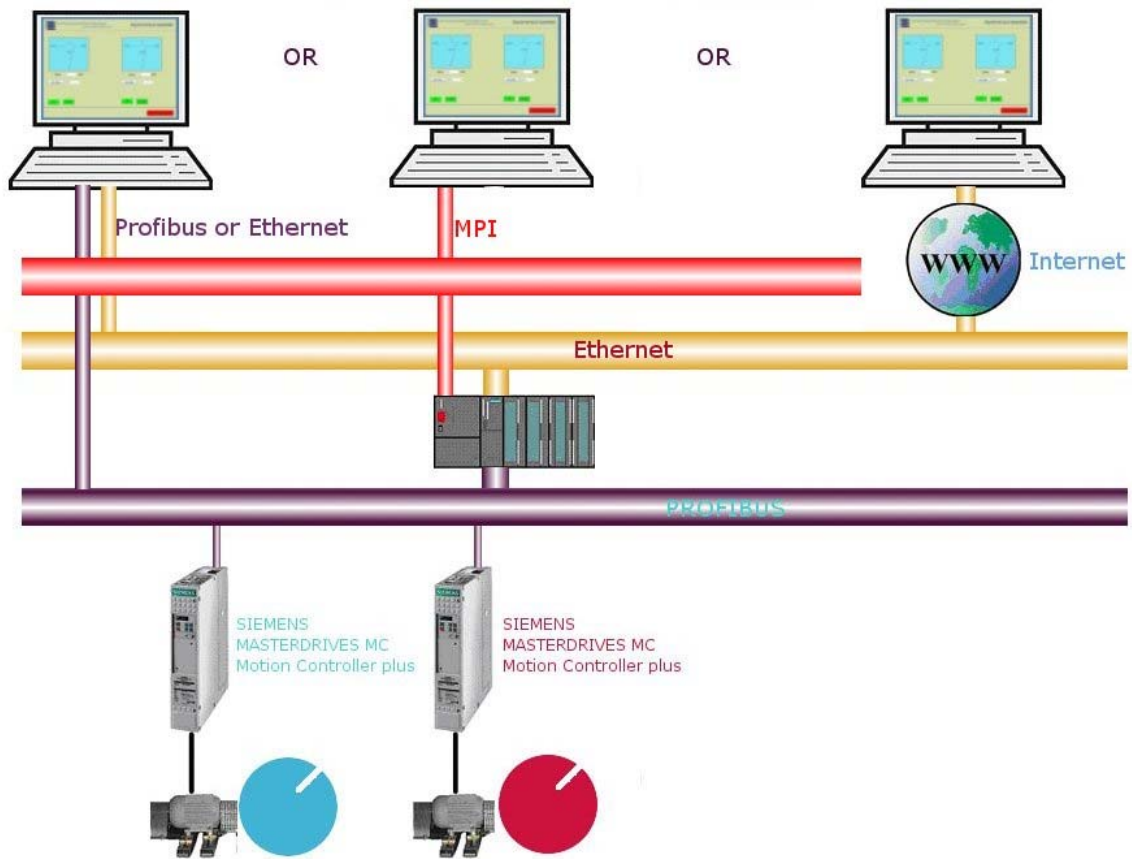 OR
OR
Profibus or Ethernet
MPI
WWW
Internet
Ethernet
PROFIBUS
SIEMENS
MASTERDRIVES MC
Motion Controller plus
SIEMENS
MASTERDRIVES MC
Motion Controller plus